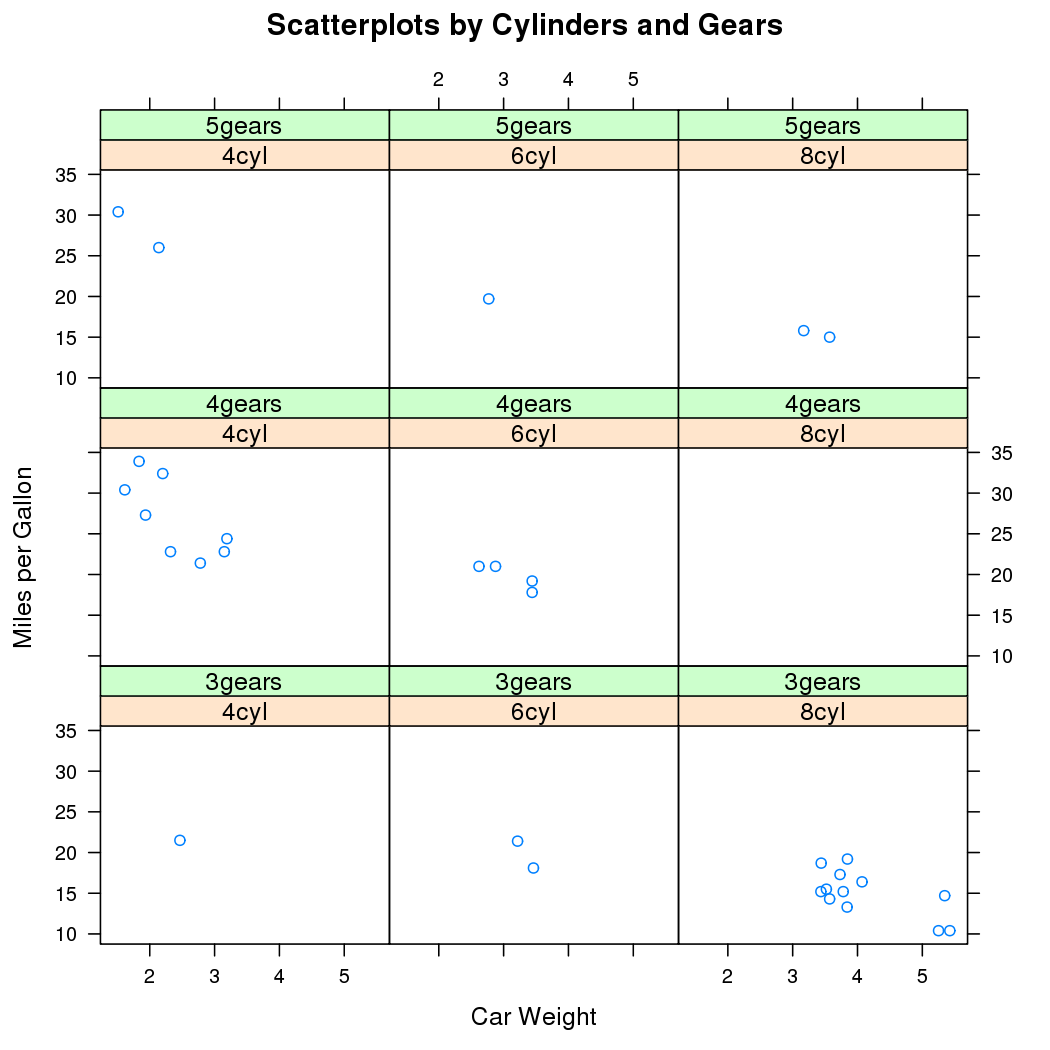 Scatterplots by Cylinders and Gears
2 3 4 5
5gears 5gears 5gears
4cyl 6cyl 8cyl
35
30
25
20
15
10
4gears 4gears 4gears
4cyl 6cyl 8cyl
35
30
25
20
15
10
Miles per Gallon
3gears 3gears 3gears
4cyl 6cyl 8cyl
35
30
25
20
15
10
2 3 4 5 2 3 4 5
Car Weight